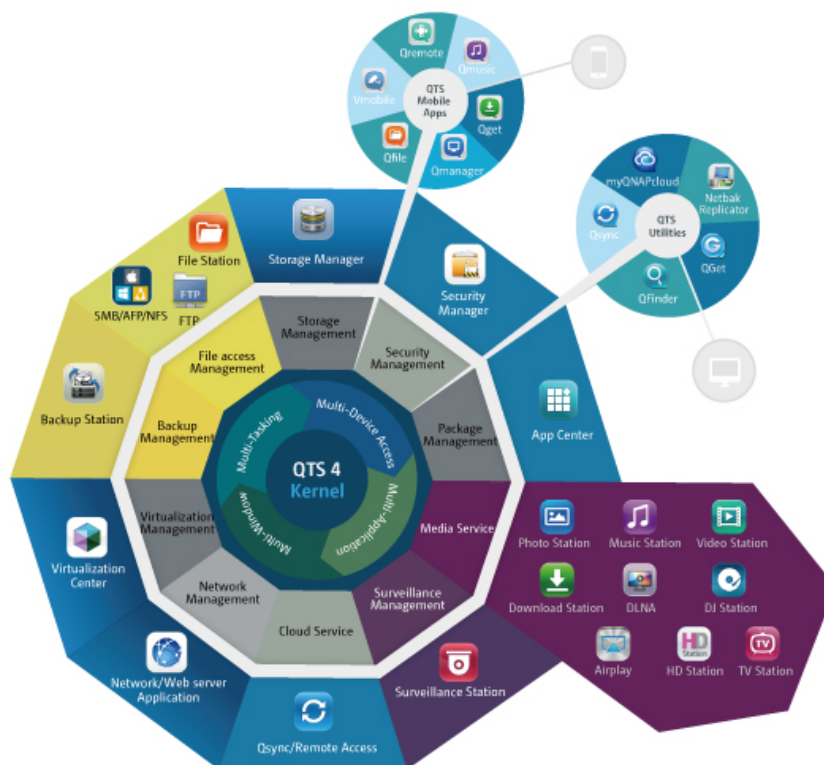 Qremote
Qmusic
Vmobile
QTS
Mobile
Apps
Qget
Qfile
Qmanager
myQNAPcloud
Netbak
Replicator
Qsync
QTS
Utilities
QGet
QFinder
File Station
Storage Manager
SMB/AFP/NFS
FTP
FTP
Security
Manager
Storage
Management
File access
Management
Security
Management
Backup Station
Backup
Management
Package
Management
App Center
Multi-Tasking
Multi-Device Access
QTS 4
Kernel
Multi-Window
Multi-Application
Virtualization
Management
Media Service
Virtualization
Center
Network
Management
Surveillance
Management
Cloud Service
Photo Station
Music Station
Video Station
Download Station
DLNA
DJ Station
HD
Station
TV
Airplay
HD Station
TV Station
Network/Web server
Application
Surveillance Station
Qsync/Remote Access